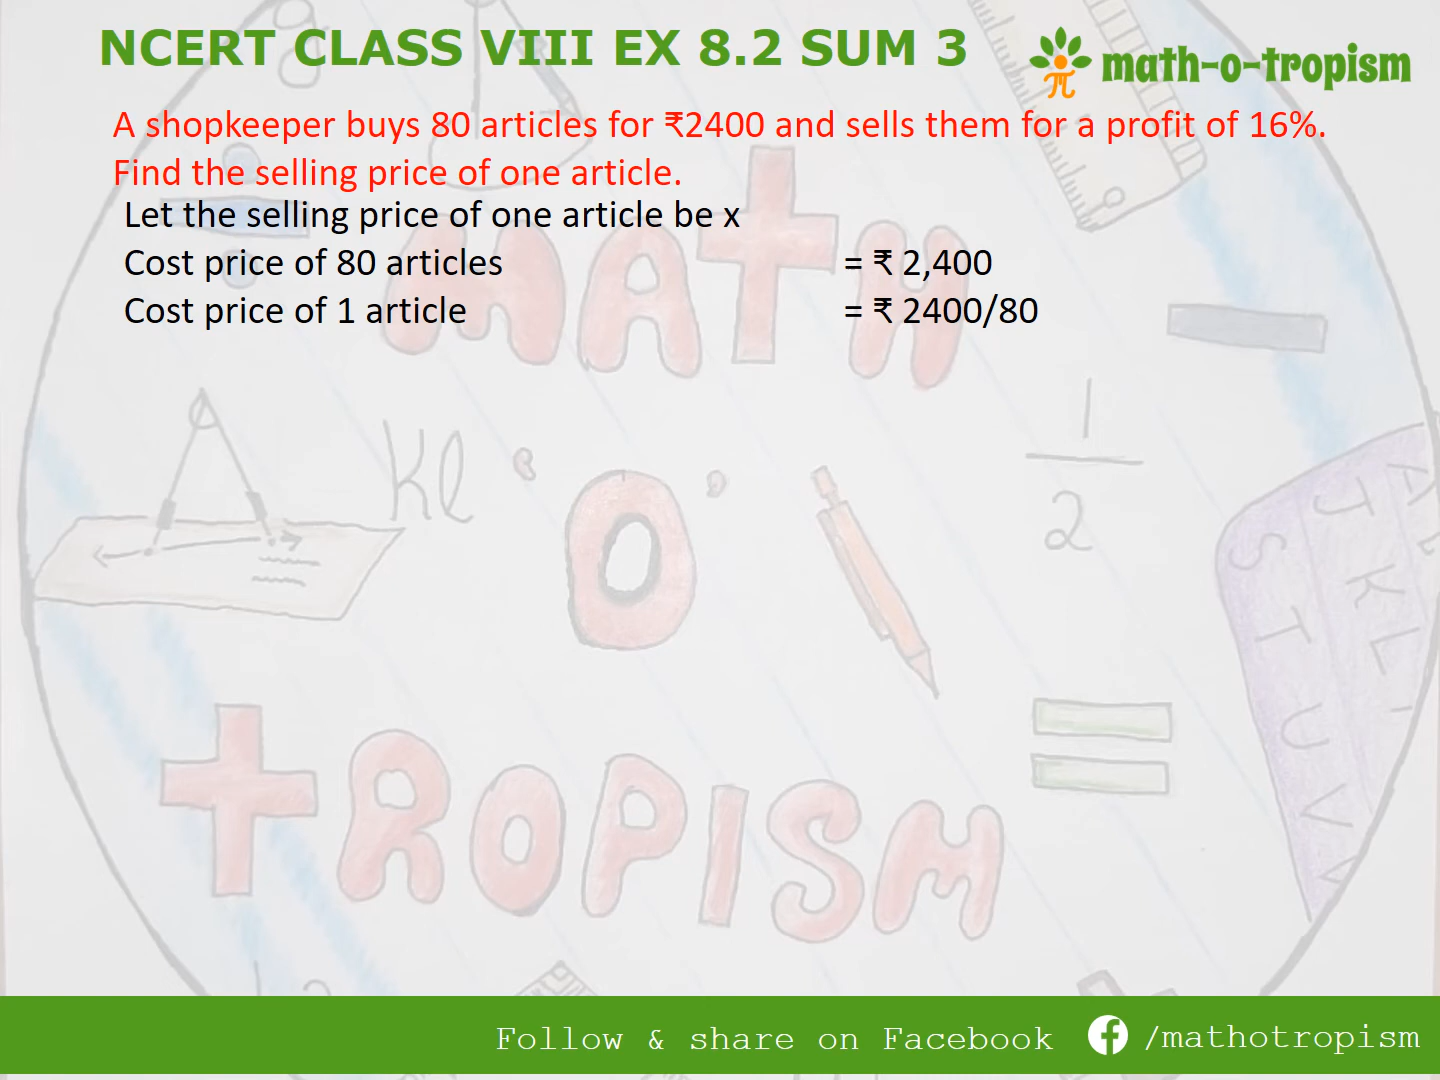 NCERT CLASS VIII EX 8.2 SUM 3
math-o-tropism
A shopkeeper buys 80 articles for ₹2400 and sells them for a profit of 16%.
Find the selling price of one article.
Let the selling price of one article be x
Cost price of 80 articles = ₹ 2,400
Cost price of 1 article = ₹ 2400/80
MATH
kl
'O'
1
2
J K L
S T U V
TROPISM
Follow & share on Facebook /mathotropism